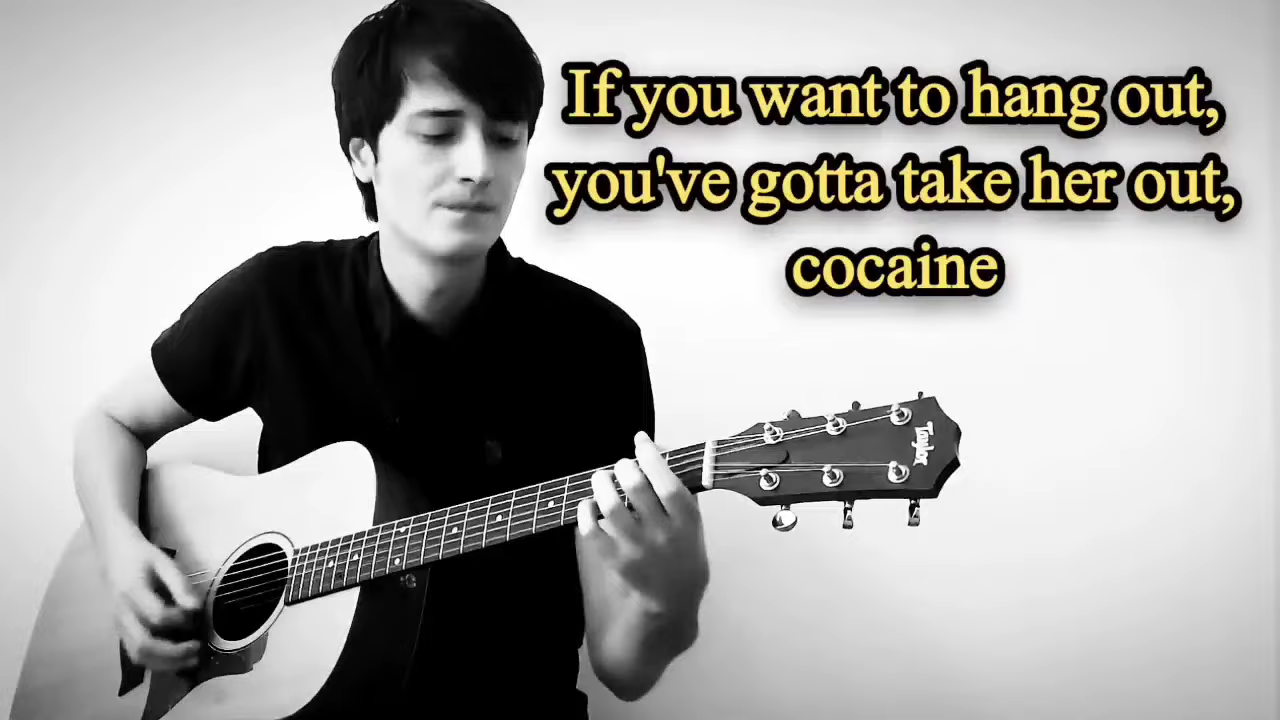 If you want to hang out,
you've gotta take her out,
cocaine
Taylor